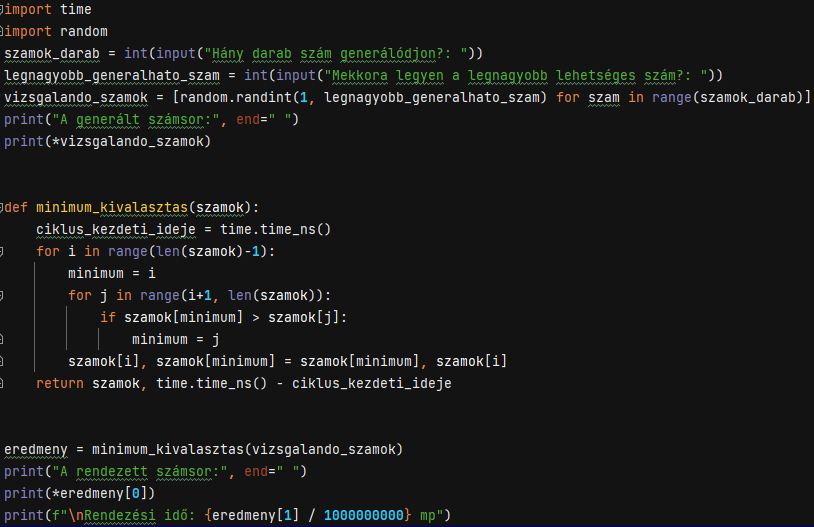 import time
import random
szamok_darab = int(input("Hány darab szám generálódjon?: "))
legnagyobb_generalhato_szam = int(input("Mekkora legyen a legnagyobb lehetséges szám?: "))
vizsgalando_szamok = [random.randint(1, legnagyobb_generalhato_szam) for szam in range(szamok_darab)]
print("A generált számsor:", end=" ")
print(*vizsgalando_szamok)


def minimum_kivalasztas(szamok):
    ciklus_kezdeti_ideje = time.time_ns()
    for i in range(len(szamok)-1):
        minimum = i
        for j in range(i+1, len(szamok)):
            if szamok[minimum] > szamok[j]:
                minimum = j
        szamok[i], szamok[minimum] = szamok[minimum], szamok[i]
    return szamok, time.time_ns() - ciklus_kezdeti_ideje


eredmeny = minimum_kivalasztas(vizsgalando_szamok)
print("A rendezett számsor:", end=" ")
print(*eredmeny[0])
print(f"\nRendezési idő: {eredmeny[1] / 1000000000} mp")